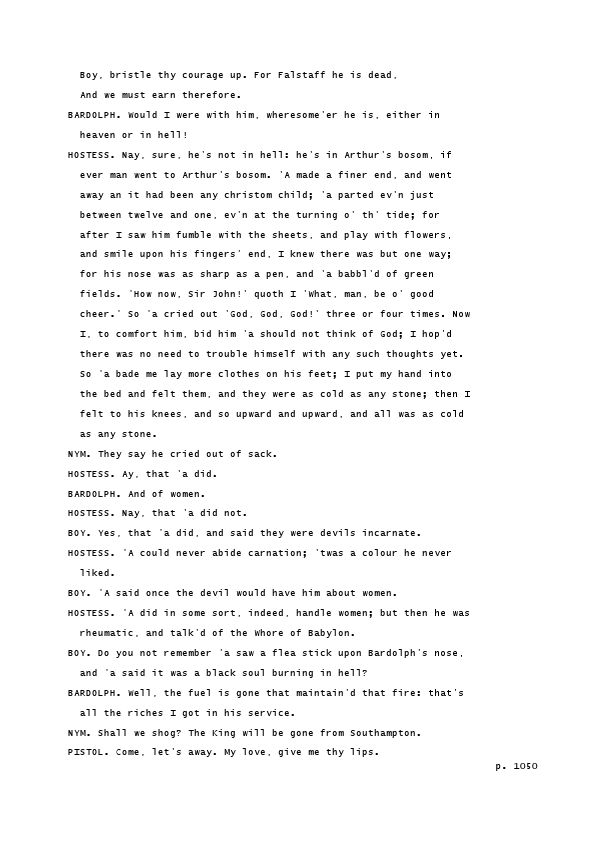 Boy, bristle thy courage up. For Falstaff he is dead,
And we must earn therefore.
BARDOLPH. Would I were with him, wheresome'er he is, either in
heaven or in hell!
HOSTESS. Nay, sure, he's not in hell: he's in Arthur's bosom, if
ever man went to Arthur's bosom. 'A made a finer end, and went
away an it had been any christom child; 'a parted ev'n just
between twelve and one, ev'n at the turning o' th' tide; for
after I saw him fumble with the sheets, and play with flowers,
and smile upon his fingers' end, I knew there was but one way;
for his nose was as sharp as a pen, and 'a babbl'd of green
fields. 'How now, Sir John!' quoth I 'What, man, be o' good
cheer.' So 'a cried out 'God, God, God!' three or four times. Now
I, to comfort him, bid him 'a should not think of God; I hop'd
there was no need to trouble himself with any such thoughts yet.
So 'a bade me lay more clothes on his feet; I put my hand into
the bed and felt them, and they were as cold as any stone; then I
felt to his knees, and so upward and upward, and all was as cold
as any stone.
NYM. They say he cried out of sack.
HOSTESS. Ay, that 'a did.
BARDOLPH. And of women.
HOSTESS. Nay, that 'a did not.
BOY. Yes, that 'a did, and said they were devils incarnate.
HOSTESS. 'A could never abide carnation; 'twas a colour he never
liked.
BOY. 'A said once the devil would have him about women.
HOSTESS. 'A did in some sort, indeed, handle women; but then he was
rheumatic, and talk'd of the Whore of Babylon.
BOY. Do you not remember 'a saw a flea stick upon Bardolph's nose,
and 'a said it was a black soul burning in hell?
BARDOLPH. Well, the fuel is gone that maintain'd that fire: that's
all the riches I got in his service.
NYM. Shall we shog? The King will be gone from Southampton.
PISTOL. Come, let's away. My love, give me thy lips.
p. 1050